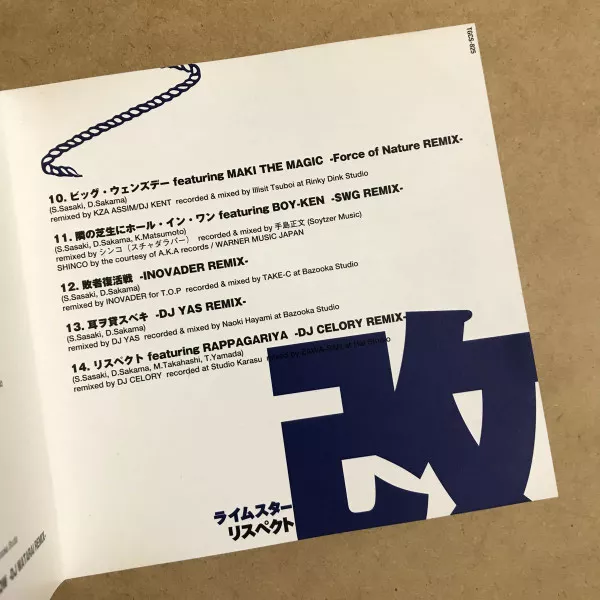 TGCS-625
10. ビッグ・ウェンズデー featuring MAKI THE MAGIC -Force of Nature REMIX-
(S.Sasaki, D.Sakama)
remixed by KZA ASSIM/DJ KENT recorded & mixed by Illisit Tsuboi at Rinky Dink Studio
11. 隣の芝生にホール・イン・ワン featuring BOY-KEN -SWG REMIX-
(S.Sasaki, D.Sakama, K.Matsumoto)
remixed by シンコ (スチャダラパー) recorded & mixed by 手島正文 (Soytzer Music)
SHINCO by the courtesy of A.K.A records / WARNER MUSIC JAPAN
12. 敗者復活戦 -INOVADER REMIX-
(S.Sasaki, D.Sakama)
remixed by INOVADER for T.O.P recorded & mixed by TAKE-C at Bazooka Studio
13. 耳ヲ貸スベキ -DJ YAS REMIX-
(S.Sasaki, D.Sakama)
remixed by DJ YAS recorded & mixed by Naoki Hayami at Bazooka Studio
14. リスペクト featuring RAPPAGARIYA -DJ CELORY REMIX-
(S.Sasaki, D.Sakama, M.Takahashi, T.Yamada)
remixed by DJ CELORY recorded at Studio Karasu mixed by
改
ライムスター
リスペクト